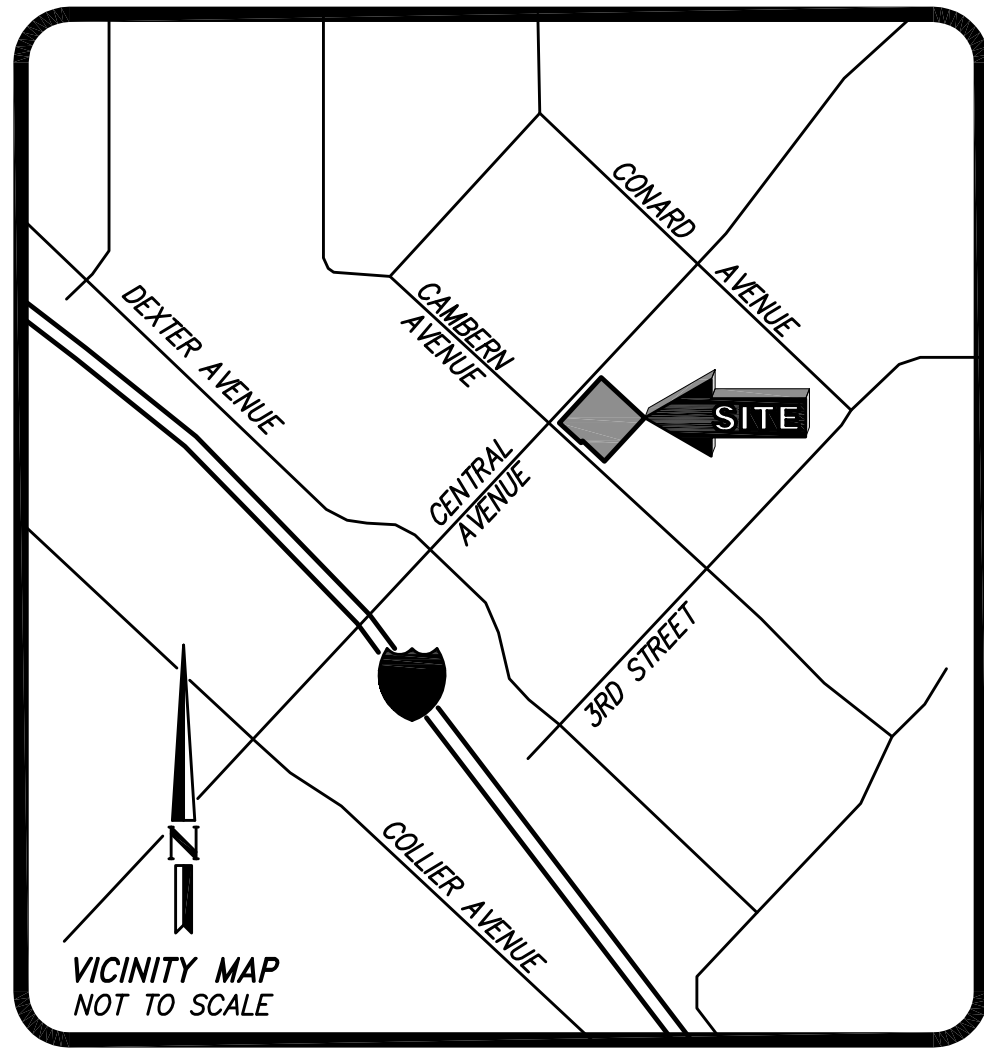 CONARD
AVENUE
CAMBERN
AVENUE
DEXTER AVENUE
SITE
CENTRAL
AVENUE
3RD STREET
COLLIER AVENUE
N
VICINITY MAP
NOT TO SCALE